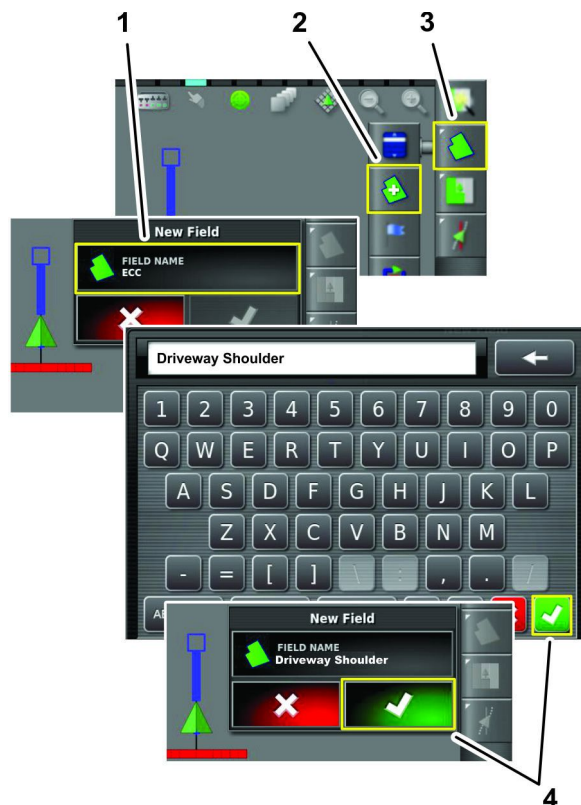 1 2 3
New Field
FIELD NAME
ECC
Driveway Shoulder
1 2 3 4 5 6 7 8 9 0
Q W E R T Y U I O P
A S D F G H J K L
Z X C V B N M
- = [ ] \ : , . /
New Field
FIELD NAME
Driveway Shoulder
4